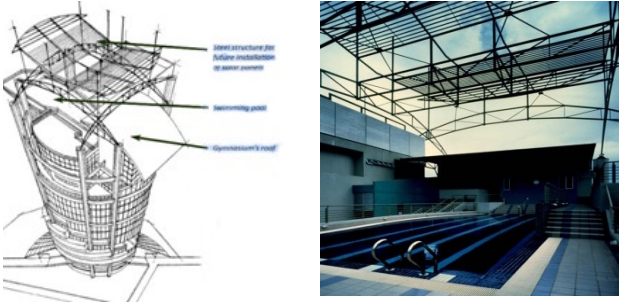 Steel structure for
future installation
of solar panels
Swimming pool
Gymnasium's roof